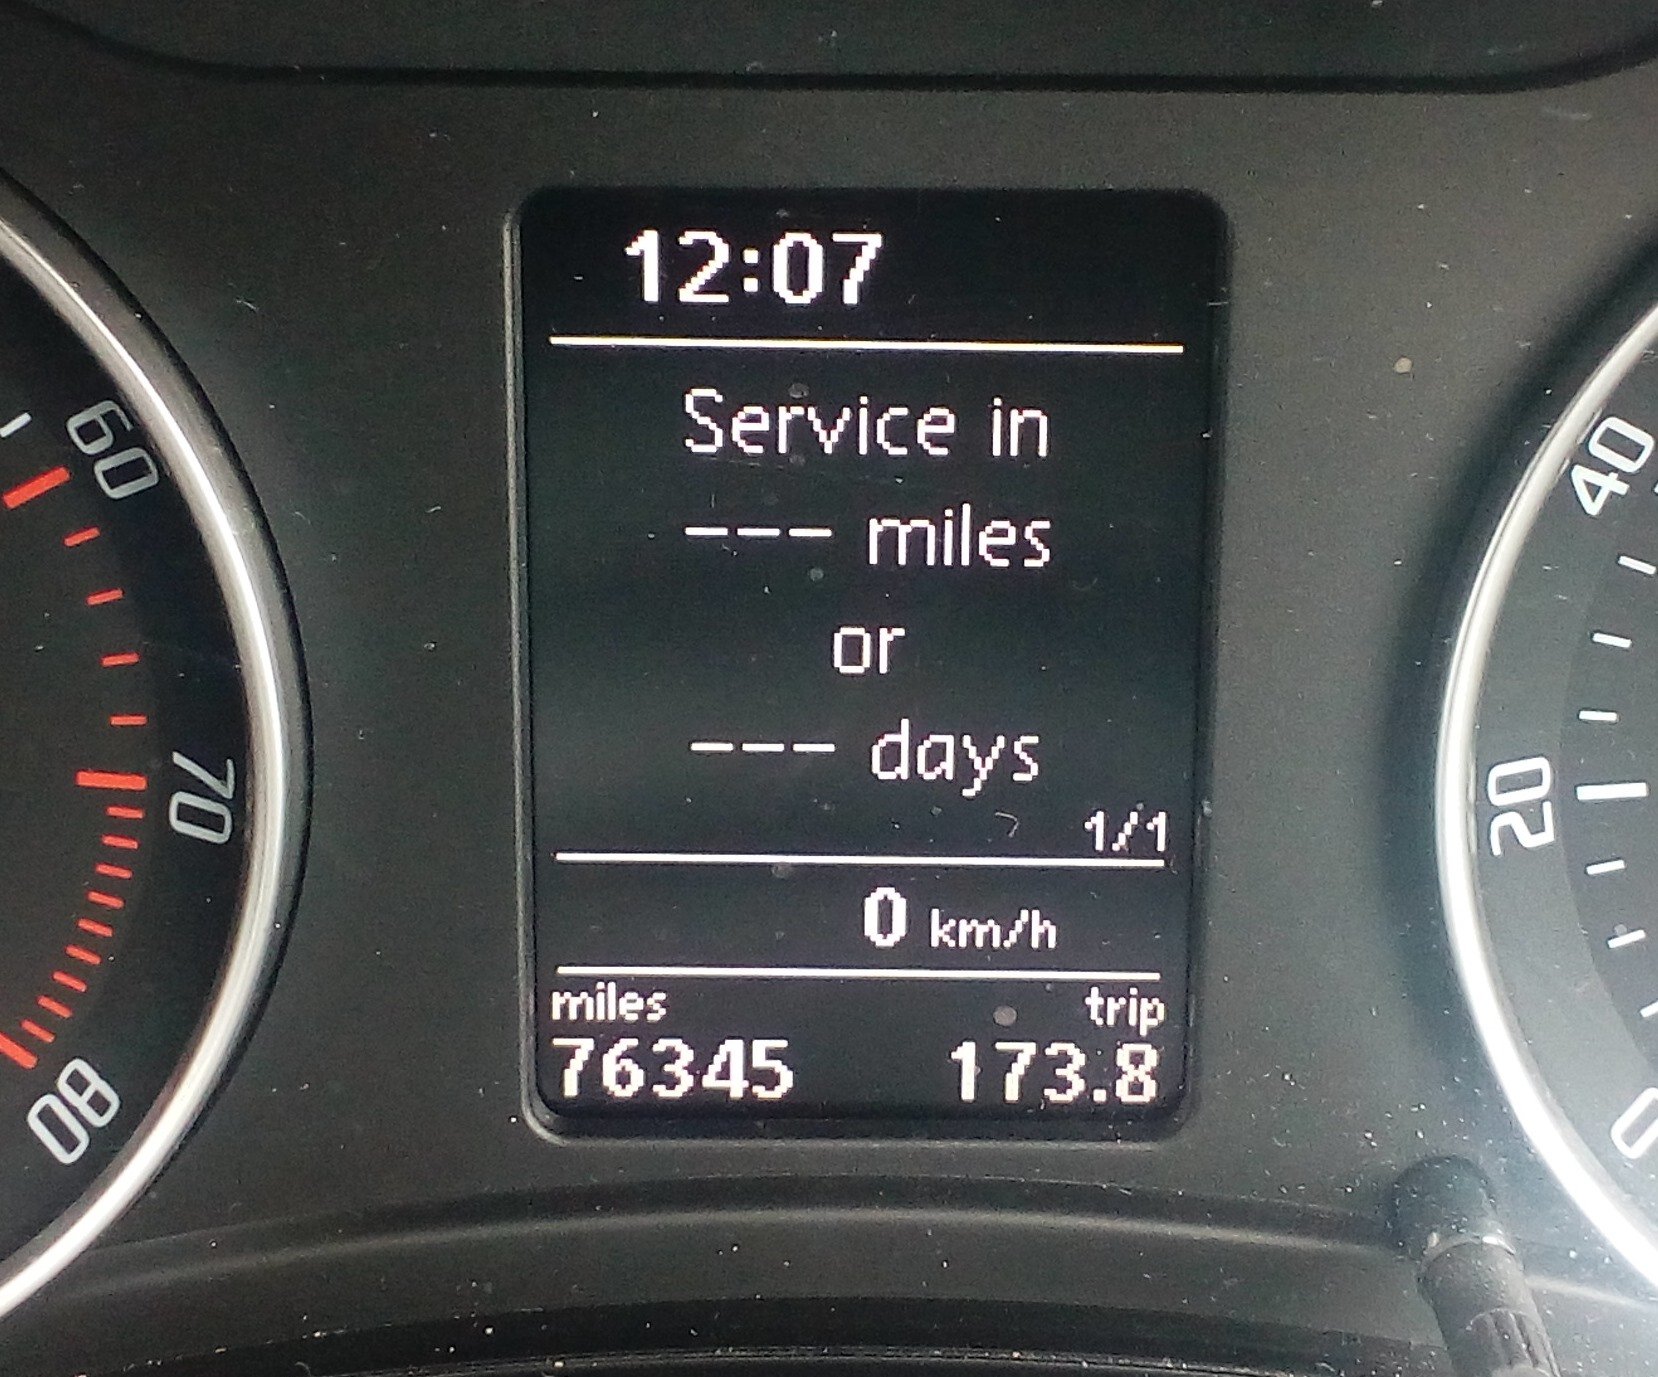 12:07
Service in
--- miles
or
--- days
1/1
0 km/h
miles trip
76345 173.8
60
70
80
40
20
0